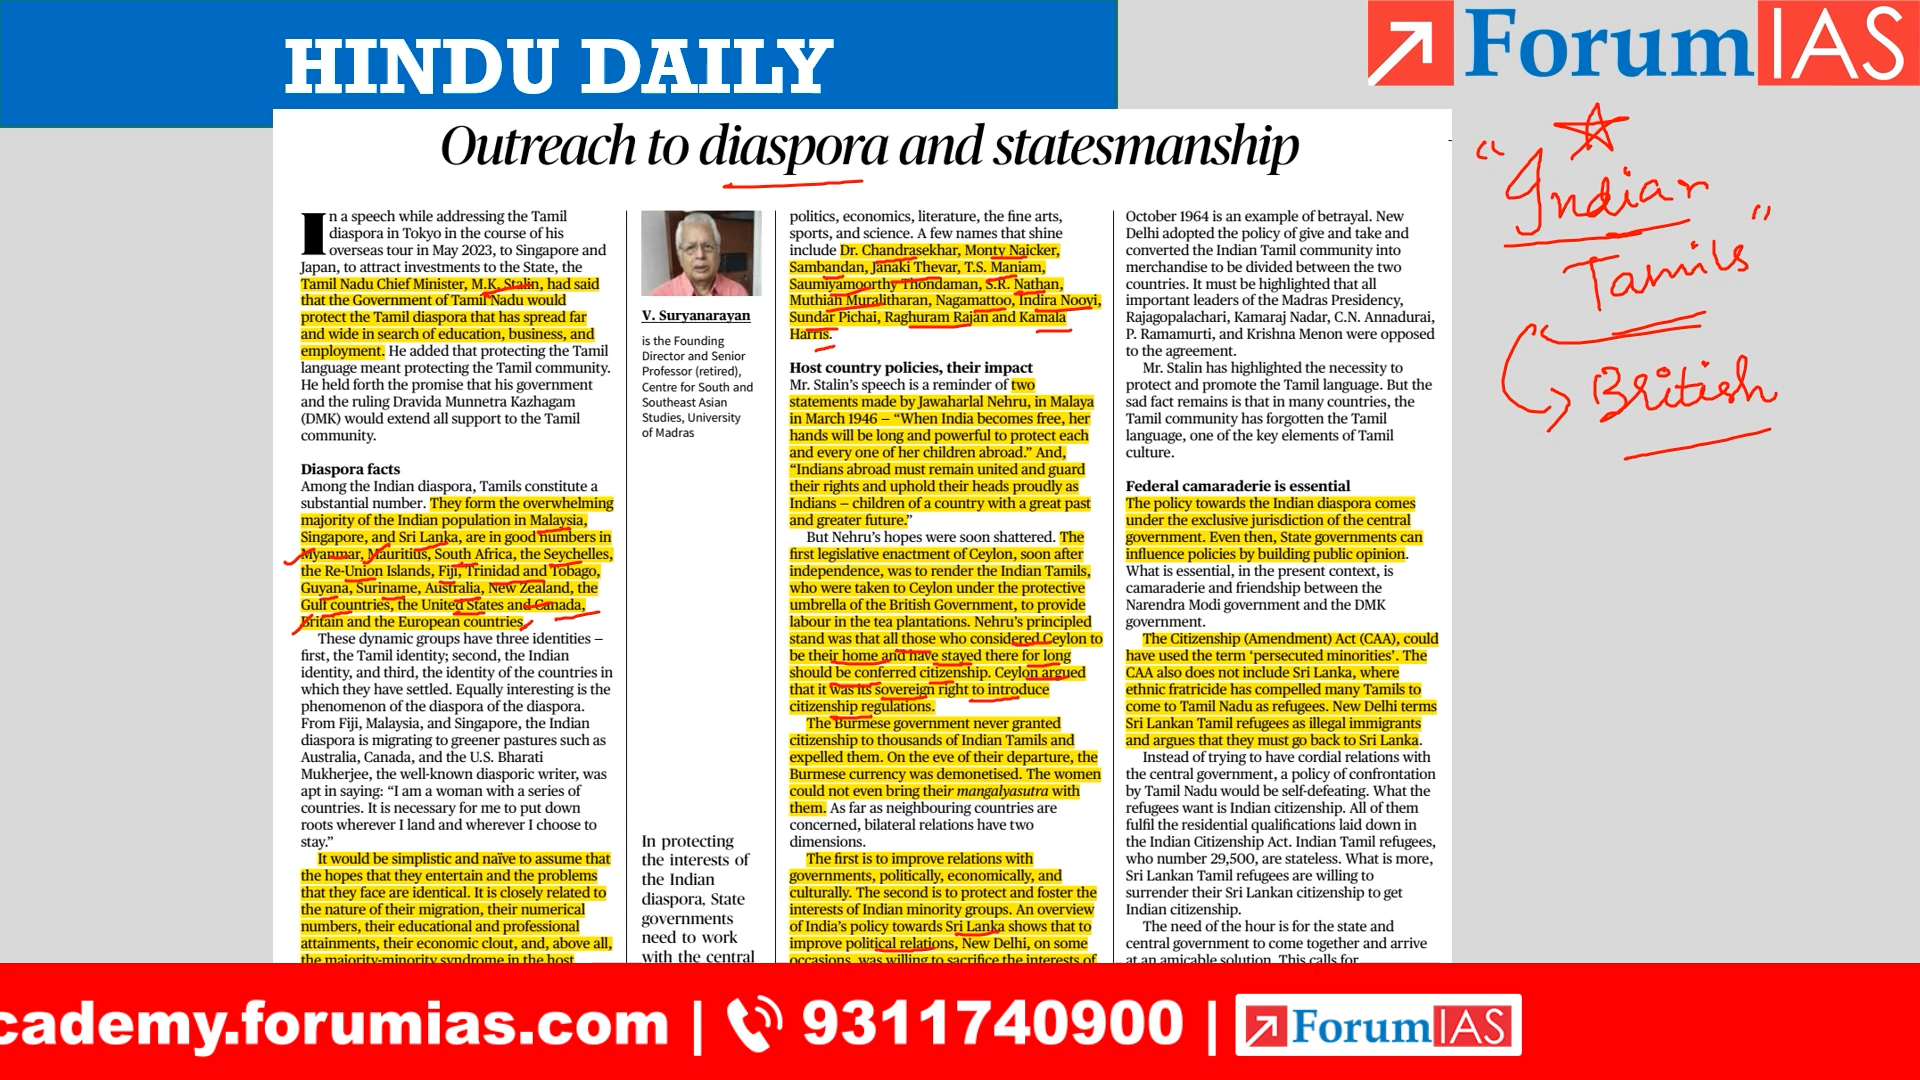 HINDU DAILY
Forum IAS
Outreach to diaspora and statesmanship
In a speech while addressing the Tamil
diaspora in Tokyo in the course of his
overseas tour in May 2023, to Singapore and
Japan, to attract investments to the State, the
Tamil Nadu Chief Minister, M.K. Stalin, had said
that the Government of Tamil Nadu would
protect the Tamil diaspora that has spread far
and wide in search of education, business, and
employment. He added that protecting the Tamil
language meant protecting the Tamil community.
He held forth the promise that his government
and the ruling Dravida Munnetra Kazhagam
(DMK) would extend all support to the Tamil
community.
Diaspora facts
Among the Indian diaspora, Tamils constitute a
substantial number. They form the overwhelming
majority of the Indian population in Malaysia,
Singapore, and Sri Lanka, are in good numbers in
Myanmar, Mauritius, South Africa, the Seychelles,
the Re-Union Islands, Fiji, Trinidad and Tobago,
Guyana, Suriname, Australia, New Zealand, the
Gulf countries, the United States and Canada,
Britain and the European countries.
These dynamic groups have three identities –
first, the Tamil identity; second, the Indian
identity, and third, the identity of the countries in
which they have settled. Equally interesting is the
phenomenon of the diaspora of the diaspora.
From Fiji, Malaysia, and Singapore, the Indian
diaspora is migrating to greener pastures such as
Australia, Canada, and the U.S. Bharati
Mukherjee, the well-known diasporic writer, was
apt in saying: “I am a woman with a series of
countries. It is necessary for me to put down
roots wherever I land and wherever I choose to
stay.”
It would be simplistic and naïve to assume that
the hopes that they entertain and the problems
that they face are identical. It is closely related to
the nature of their migration, their numerical
numbers, their educational and professional
attainments, their economic clout, and, above all,
the majority-minority syndrome in the host
V. Suryanarayan
is the Founding
Director and Senior
Professor (retired),
Centre for South and
Southeast Asian
Studies, University
of Madras
In protecting
the interests of
the Indian
diaspora, State
governments
need to work
with the central
politics, economics, literature, the fine arts,
sports, and science. A few names that shine
include Dr. Chandrasekhar, Monty Naicker,
Sambandan, Janaki Thevar, T.S. Maniam,
Saumiyamoorthy Thondaman, S.R. Nathan,
Muthiah Muralitharan, Nagamattoo, Indira Nooyi,
Sundar Pichai, Raghuram Rajan and Kamala
Harris.
Host country policies, their impact
Mr. Stalin’s speech is a reminder of two
statements made by Jawaharlal Nehru, in Malaya
in March 1946 – “When India becomes free, her
hands will be long and powerful to protect each
and every one of her children abroad.” And,
“Indians abroad must remain united and guard
their rights and uphold their heads proudly as
Indians – children of a country with a great past
and greater future.”
But Nehru’s hopes were soon shattered. The
first legislative enactment of Ceylon, soon after
independence, was to render the Indian Tamils,
who were taken to Ceylon under the protective
umbrella of the British Government, to provide
labour in the tea plantations. Nehru’s principled
stand was that all those who considered Ceylon to
be their home and have stayed there for long
should be conferred citizenship. Ceylon argued
that it was its sovereign right to introduce
citizenship regulations.
The Burmese government never granted
citizenship to thousands of Indian Tamils and
expelled them. On the eve of their departure, the
Burmese currency was demonetised. The women
could not even bring their mangalyasutra with
them. As far as neighbouring countries are
concerned, bilateral relations have two
dimensions.
The first is to improve relations with
governments, politically, economically, and
culturally. The second is to protect and foster the
interests of Indian minority groups. An overview
of India’s policy towards Sri Lanka shows that to
improve political relations, New Delhi, on some
occasions, was willing to sacrifice the interests of
October 1964 is an example of betrayal. New
Delhi adopted the policy of give and take and
converted the Indian Tamil community into
merchandise to be divided between the two
countries. It must be highlighted that all
important leaders of the Madras Presidency,
Rajagopalachari, Kamaraj Nadar, C.N. Annadurai,
P. Ramamurti, and Krishna Menon were opposed
to the agreement.
Mr. Stalin has highlighted the necessity to
protect and promote the Tamil language. But the
sad fact remains is that in many countries, the
Tamil community has forgotten the Tamil
language, one of the key elements of Tamil
culture.
Federal camaraderie is essential
The policy towards the Indian diaspora comes
under the exclusive jurisdiction of the central
government. Even then, State governments can
influence policies by building public opinion.
What is essential, in the present context, is
camaraderie and friendship between the
Narendra Modi government and the DMK
government.
The Citizenship (Amendment) Act (CAA), could
have used the term ‘persecuted minorities’. The
CAA also does not include Sri Lanka, where
ethnic fratricide has compelled many Tamils to
come to Tamil Nadu as refugees. New Delhi terms
Sri Lankan Tamil refugees as illegal immigrants
and argues that they must go back to Sri Lanka.
Instead of trying to have cordial relations with
the central government, a policy of confrontation
by Tamil Nadu would be self-defeating. What the
refugees want is Indian citizenship. All of them
fulfil the residential qualifications laid down in
the Indian Citizenship Act. Indian Tamil refugees,
who number 29,500, are stateless. What is more,
Sri Lankan Tamil refugees are willing to
surrender their Sri Lankan citizenship to get
Indian citizenship.
The need of the hour is for the state and
central government to come together and arrive
at an amicable solution. This calls for
“Indian
Tamils”
British
cademy.forumias.com | 9311740900 | Forum IAS